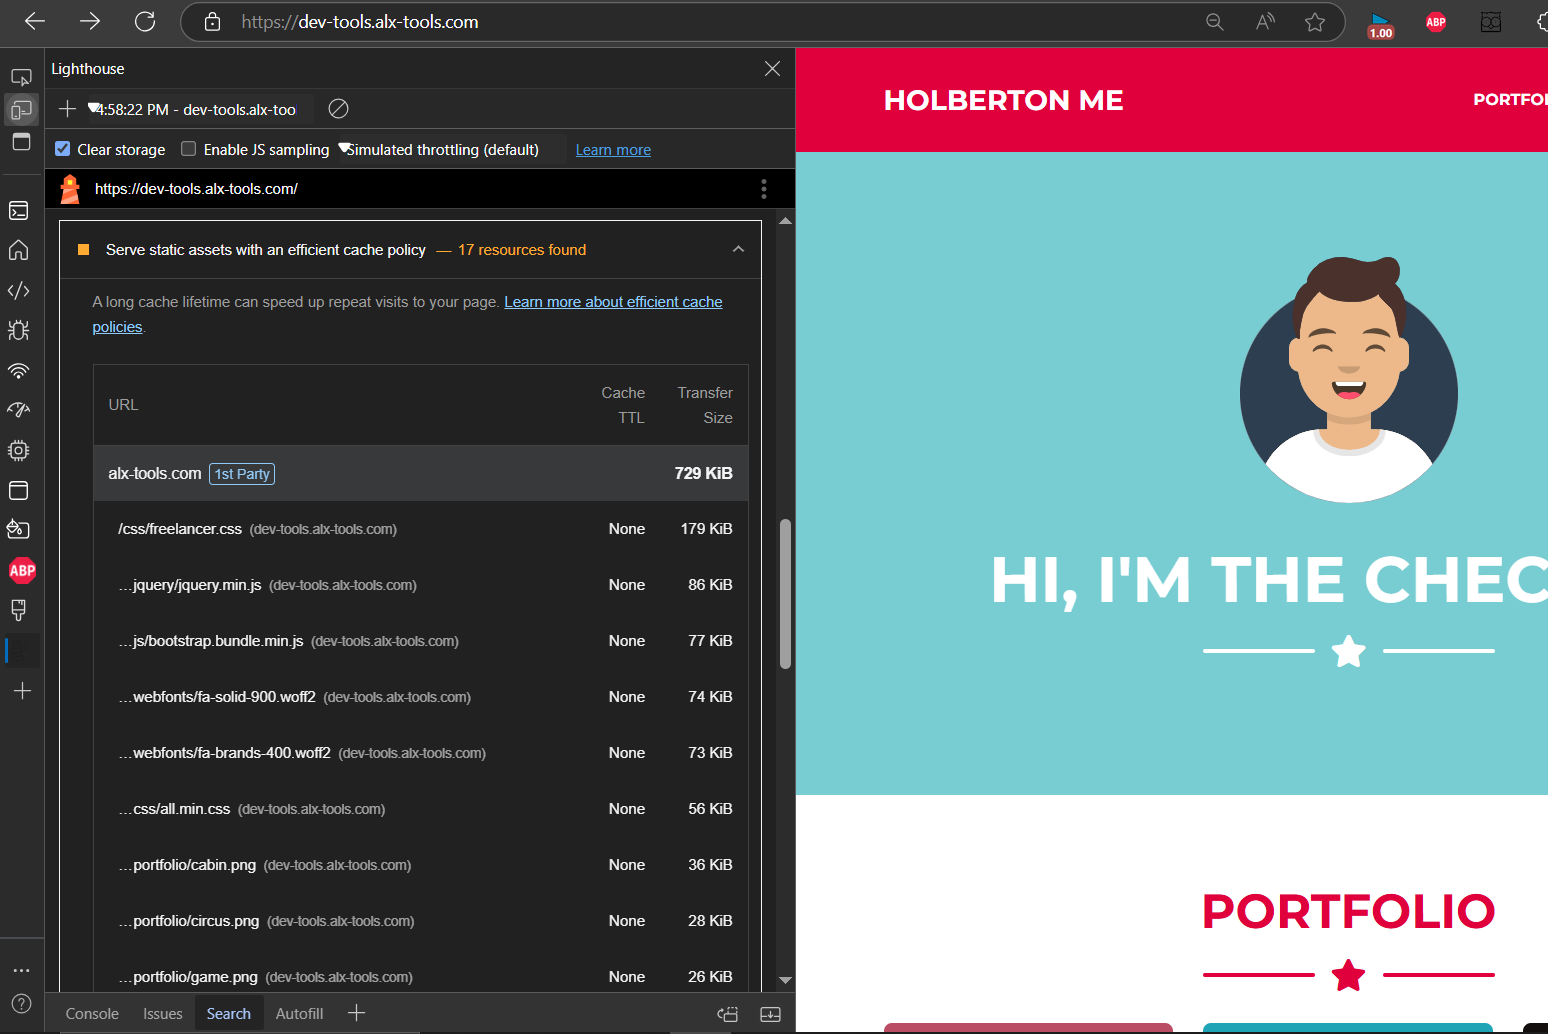 https://dev-tools.alx-tools.com
1.00
ABP
Lighthouse
4:58:22 PM - dev-tools.alx-too
Clear storage
Enable JS sampling
Simulated throttling (default)
Learn more
https://dev-tools.alx-tools.com/
Serve static assets with an efficient cache policy — 17 resources found
A long cache lifetime can speed up repeat visits to your page. Learn more about efficient cache
policies.
URL
Cache
TTL
Transfer
Size
alx-tools.com 1st Party 729 KiB
/css/freelancer.css (dev-tools.alx-tools.com) None 179 KiB
…jquery/jquery.min.js (dev-tools.alx-tools.com) None 86 KiB
…js/bootstrap.bundle.min.js (dev-tools.alx-tools.com) None 77 KiB
…webfonts/fa-solid-900.woff2 (dev-tools.alx-tools.com) None 74 KiB
…webfonts/fa-brands-400.woff2 (dev-tools.alx-tools.com) None 73 KiB
…css/all.min.css (dev-tools.alx-tools.com) None 56 KiB
…portfolio/cabin.png (dev-tools.alx-tools.com) None 36 KiB
…portfolio/circus.png (dev-tools.alx-tools.com) None 28 KiB
…portfolio/game.png (dev-tools.alx-tools.com) None 26 KiB
ABP
Console
Issues
Search
Autofill
HOLBERTON ME
PORTFOL
HI, I'M THE CHEC
PORTFOLIO